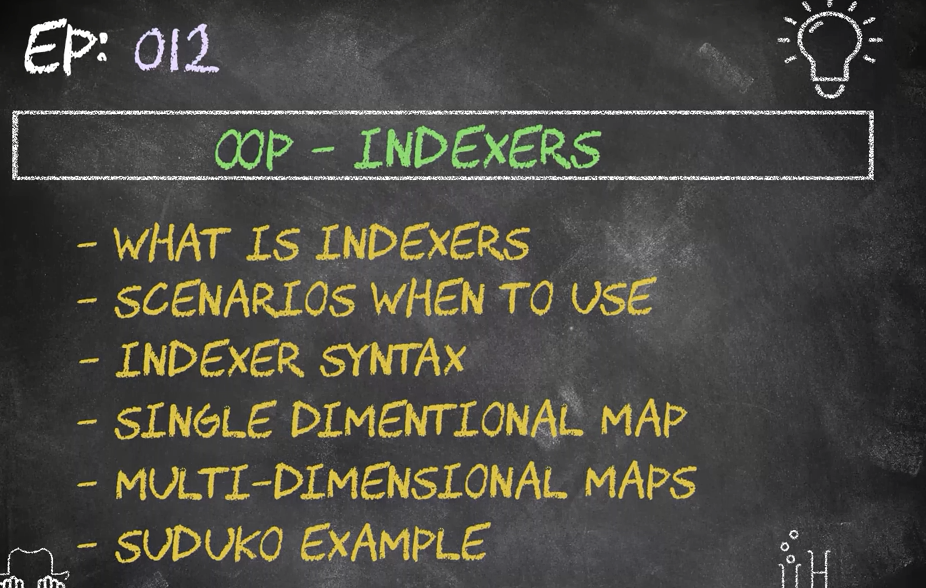 EP: 012
OOP - INDEXERS
- WHAT IS INDEXERS
- SCENARIOS WHEN TO USE
- INDEXER SYNTAX
- SINGLE DIMENTIONAL MAP
- MULTI-DIMENSIONAL MAPS
- SUDUKO EXAMPLE